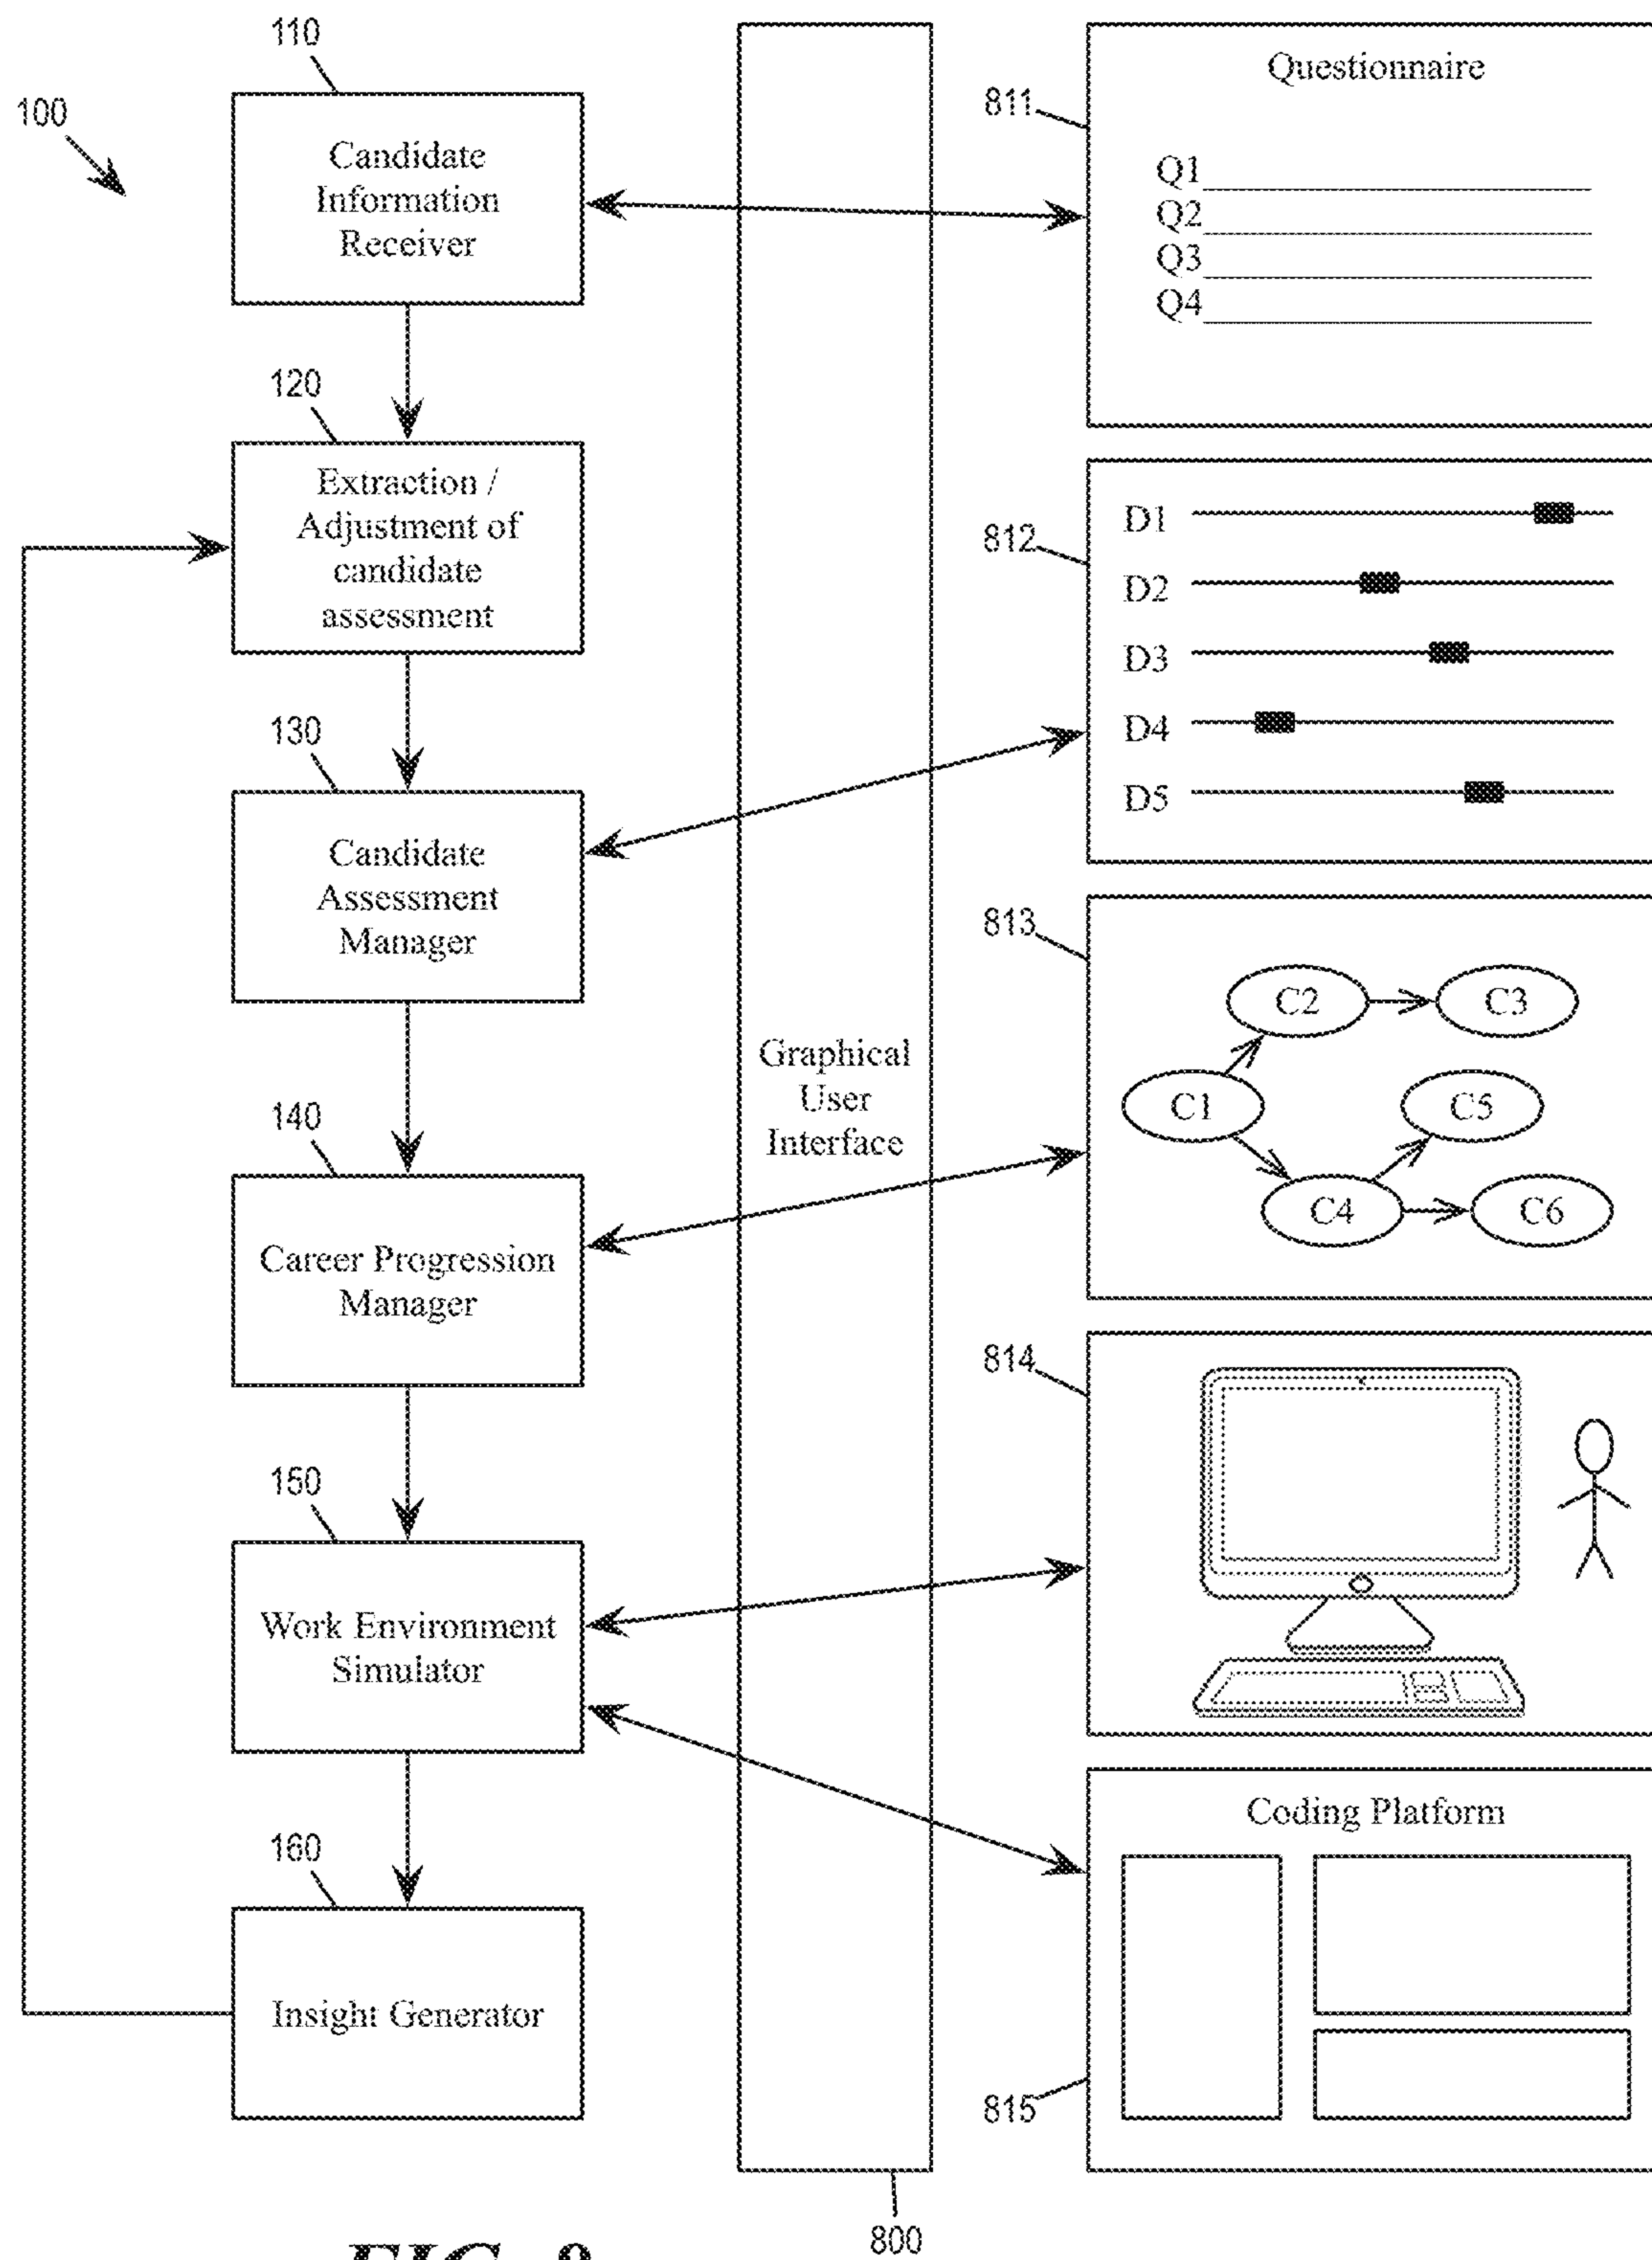 100
110
Candidate
Information
Receiver
120
Extraction /
Adjustment of
candidate
assessment
130
Candidate
Assessment
Manager
140
Career Progression
Manager
150
Work Environment
Simulator
160
Insight Generator
Graphical
User
Interface
800
811
Questionnaire
Q1
Q2
Q3
Q4
812
D1
D2
D3
D4
D5
813
C2
C3
C1
C5
C4
C6
814
815
Coding Platform
FIG. 8